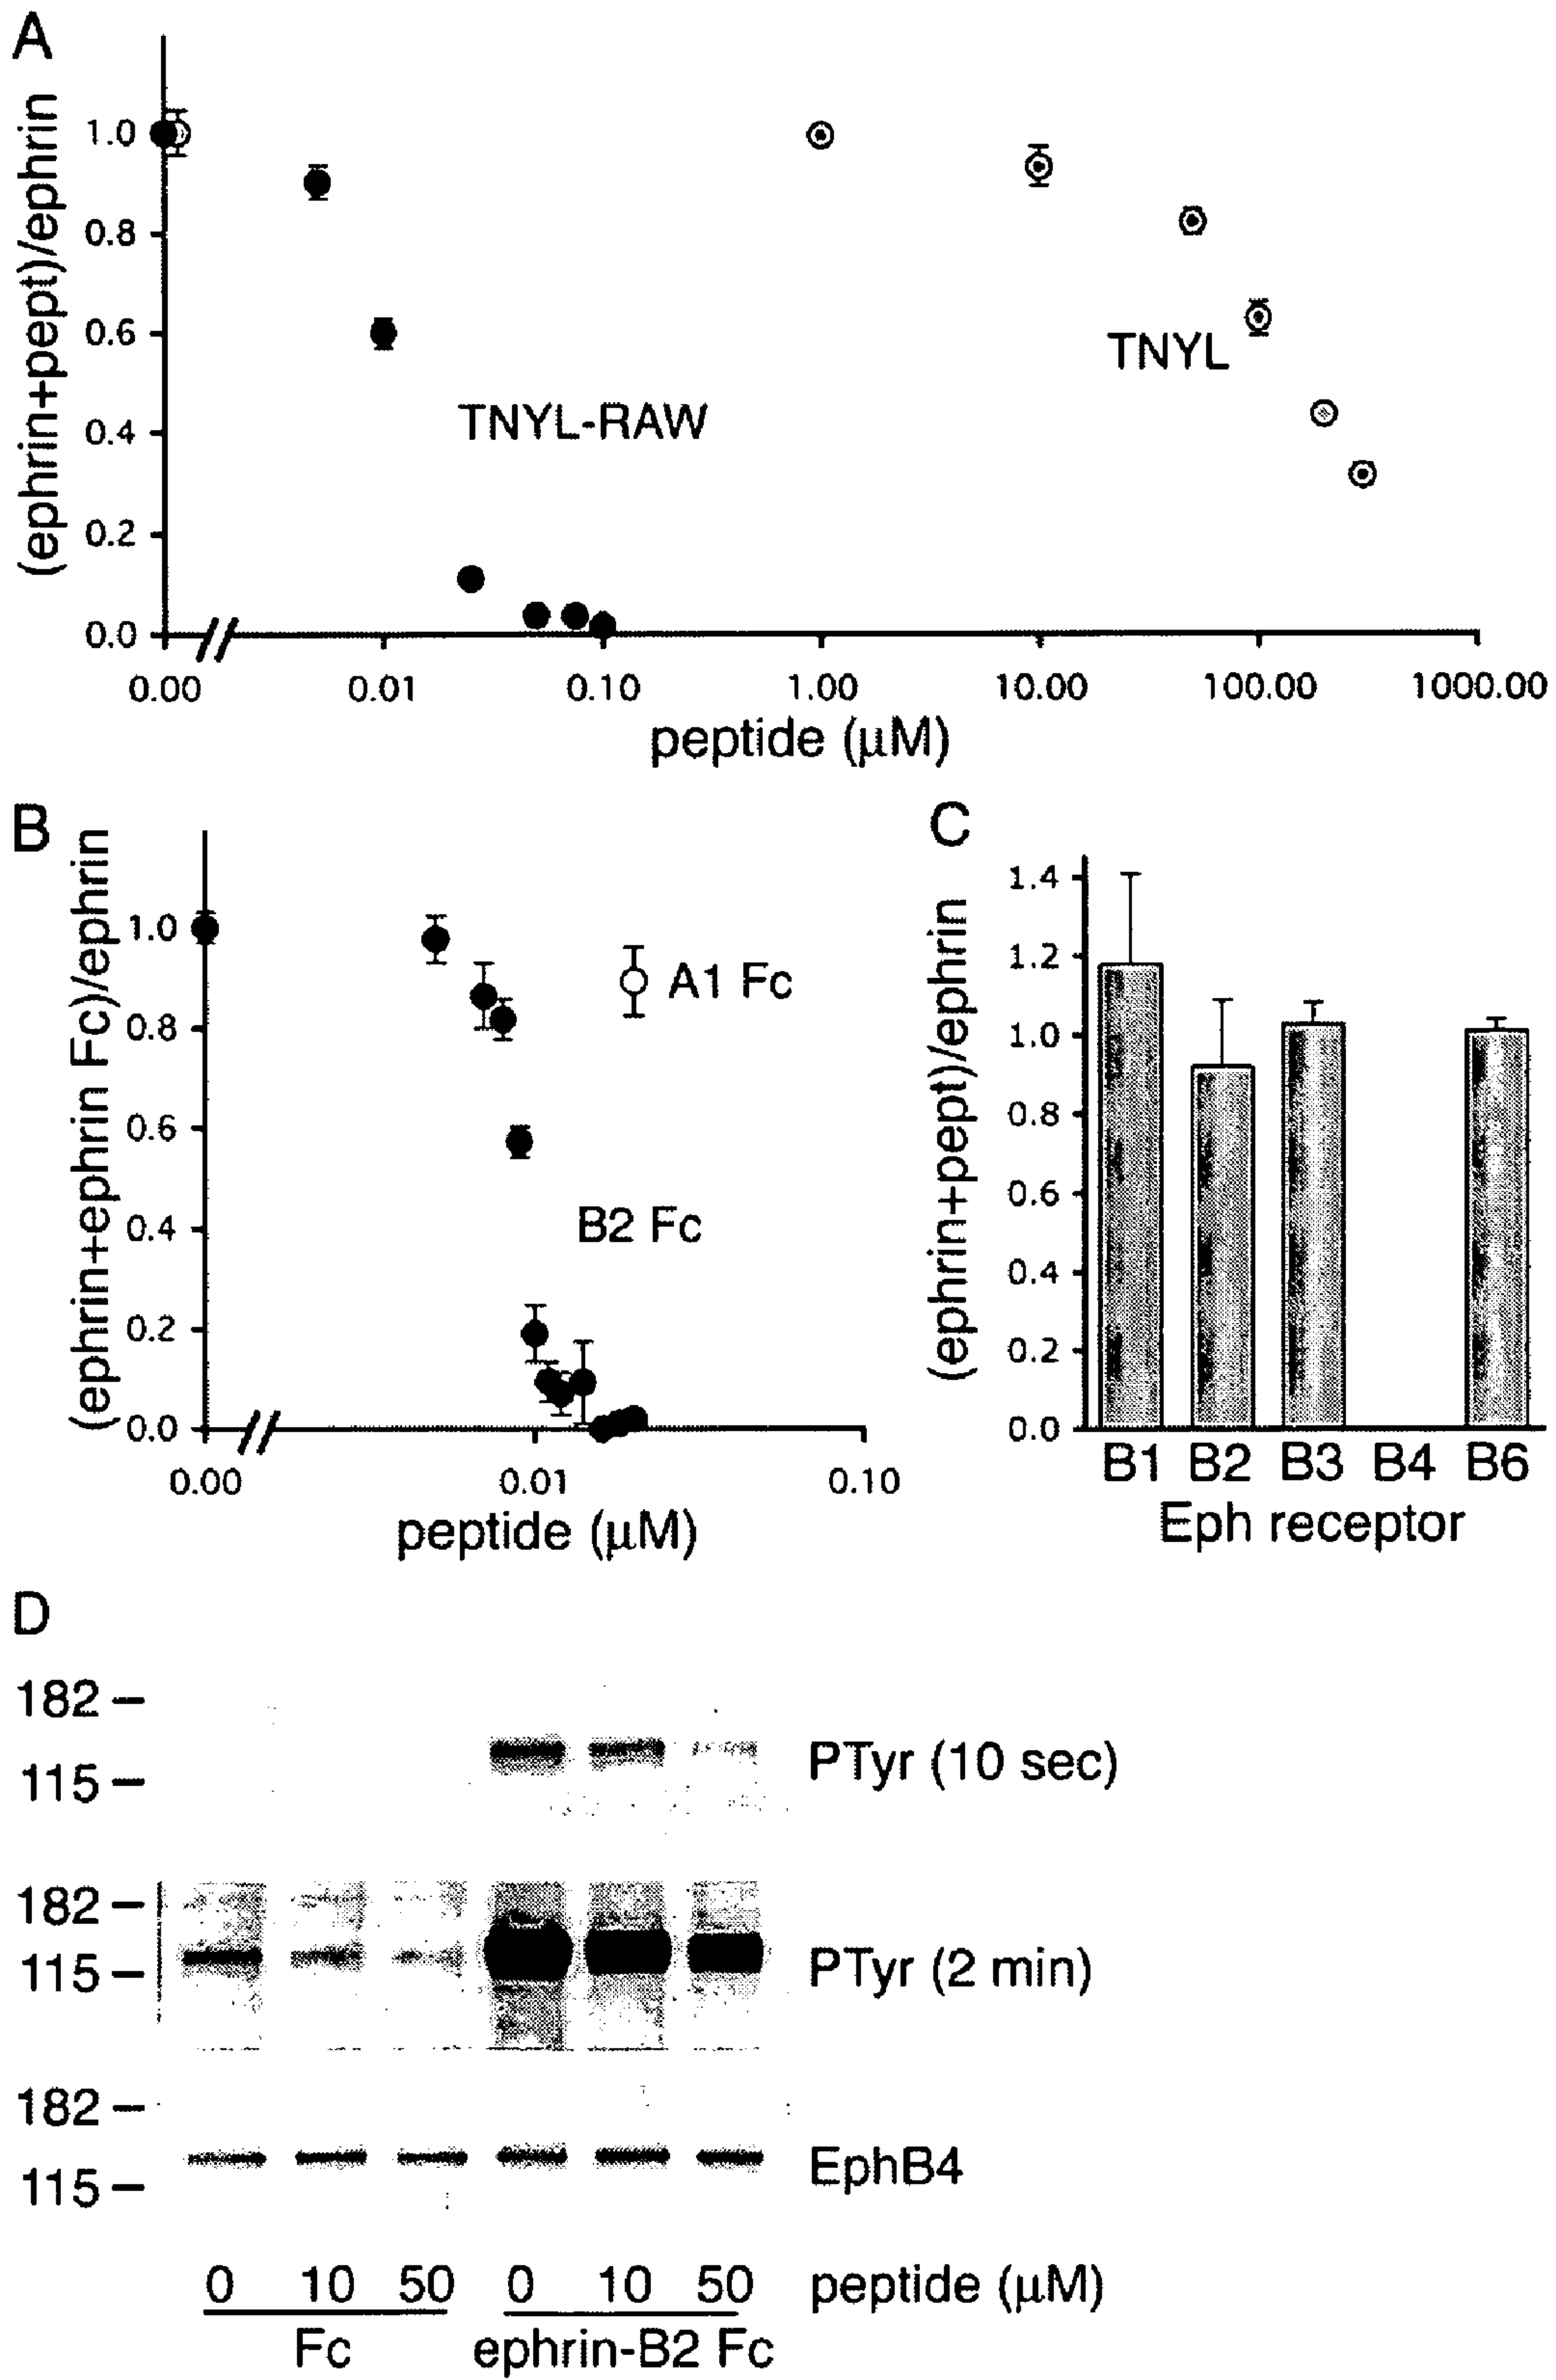 A
(ephrin+pept)/ephrin
1.0
0.8
0.6
0.4
0.2
0.0
TNYL-RAW
TNYL
0.00 0.01 0.10 1.00 10.00 100.00 1000.00
peptide (μM)
B
(ephrin+ephrin Fc)/ephrin
1.0
0.8
0.6
0.4
0.2
0.0
A1 Fc
B2 Fc
0.00 0.01 0.10
peptide (μM)
C
(ephrin+pept)/ephrin
1.4
1.2
1.0
0.8
0.6
0.4
0.2
0.0
B1 B2 B3 B4 B6
Eph receptor
D
182
115
PTyr (10 sec)
182
115
PTyr (2 min)
182
115
EphB4
0 10 50 0 10 50 peptide (μM)
Fc ephrin-B2 Fc